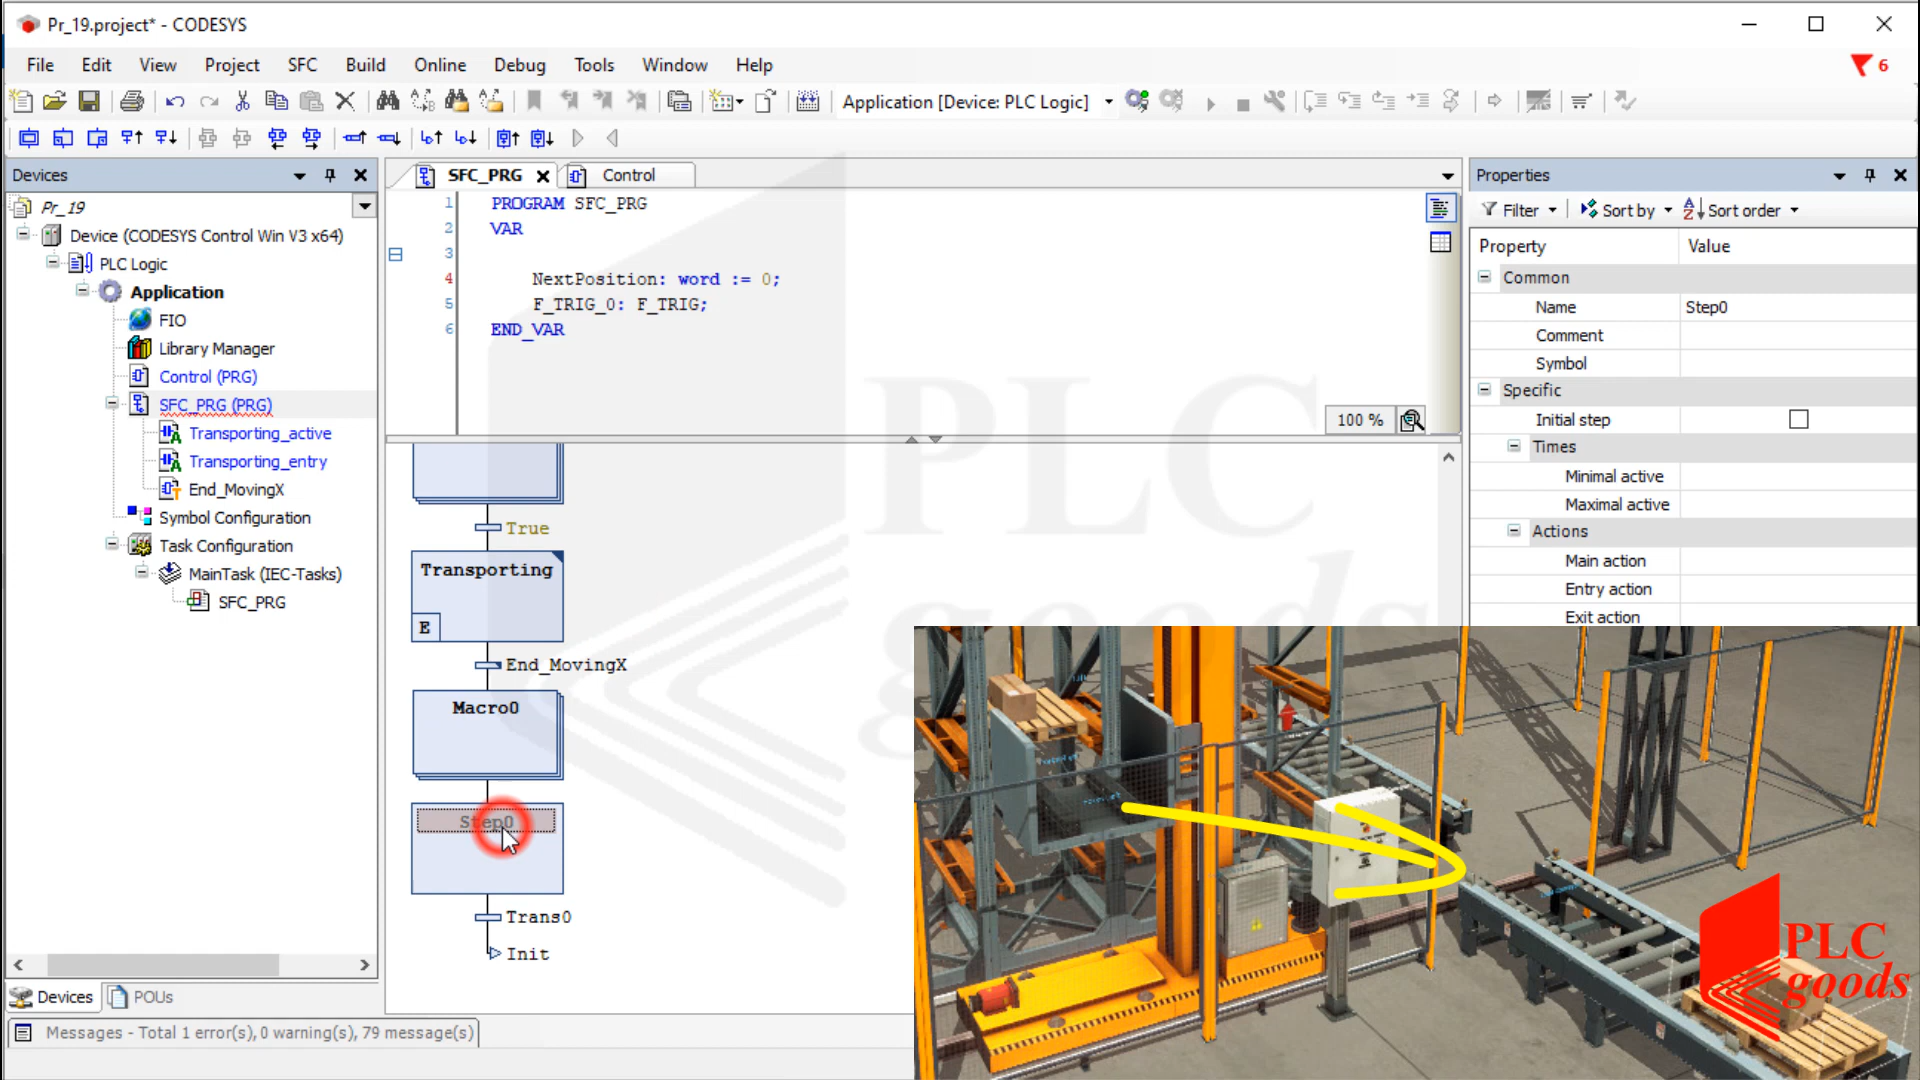 Pr_19.project* - CODESYS
File Edit View Project SFC Build Online Debug Tools Window Help
6
Application [Device: PLC Logic]
Devices
Pr_19
Device (CODESYS Control Win V3 x64)
PLC Logic
Application
FIO
Library Manager
Control (PRG)
SFC_PRG (PRG)
Transporting_active
Transporting_entry
End_MovingX
Symbol Configuration
Task Configuration
MainTask (IEC-Tasks)
SFC_PRG
Devices POUs
Messages - Total 1 error(s), 0 warning(s), 79 message(s)
SFC_PRG Control
1 PROGRAM SFC_PRG
2 VAR
3
4 NextPosition: word := 0;
5 F_TRIG_0: F_TRIG;
6 END_VAR
100 %
True
Transporting
E
End_MovingX
Macro0
Step0
Trans0
Init
PLC
goods
Properties
Filter Sort by Sort order
Property Value
Common
Name Step0
Comment
Symbol
Specific
Initial step
Times
Minimal active
Maximal active
Actions
Main action
Entry action
Exit action
PLC
goods